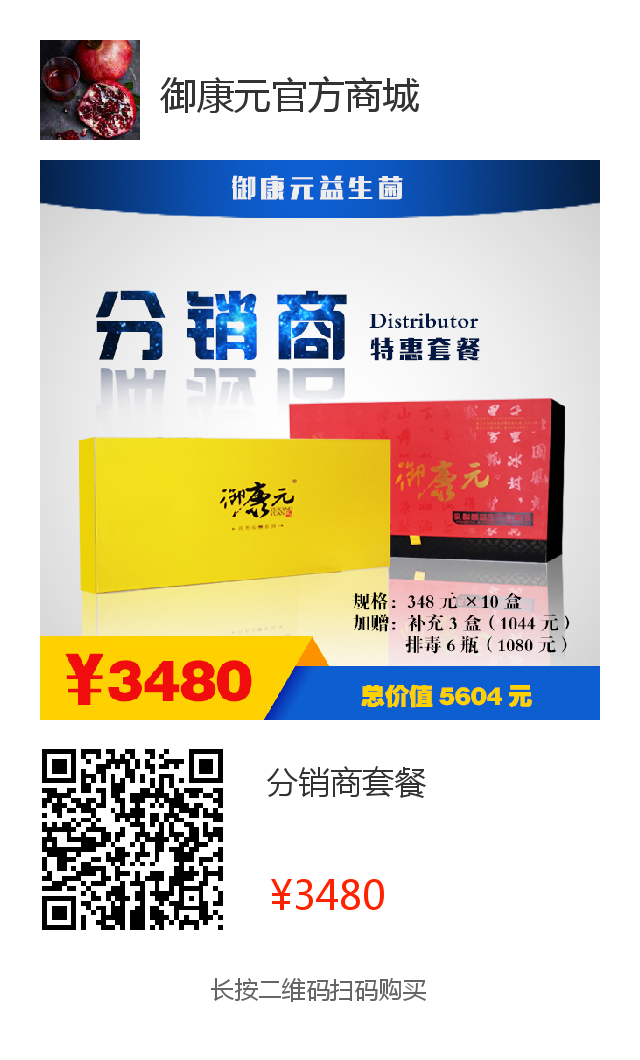 御康元官方商城
御康元益生菌
分销商
Distributor
特惠套餐
御康元
御康元
规格：348 元 ×10 盒
加赠：补充 3 盒（1044 元）
排毒 6 瓶（1080 元）
¥3480
总价值 5604 元
分销商套餐
¥3480
长按二维码扫码购买